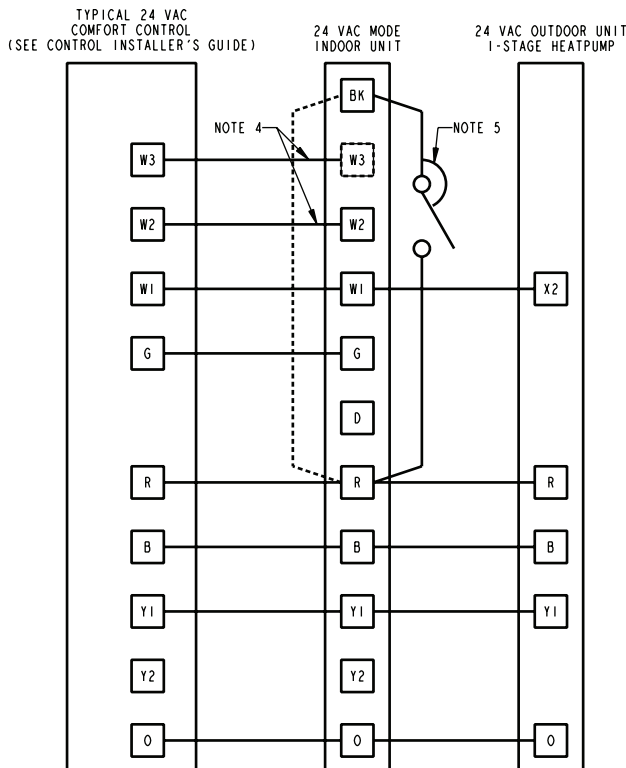 TYPICAL 24 VAC
COMFORT CONTROL
(SEE CONTROL INSTALLER'S GUIDE)
24 VAC MODE
INDOOR UNIT
24 VAC OUTDOOR UNIT
1-STAGE HEATPUMP
BK
NOTE 4
NOTE 5
W3 W3
W2 W2
W1 W1 X2
G G
D
R R R
B B B
Y1 Y1 Y1
Y2 Y2
O O O